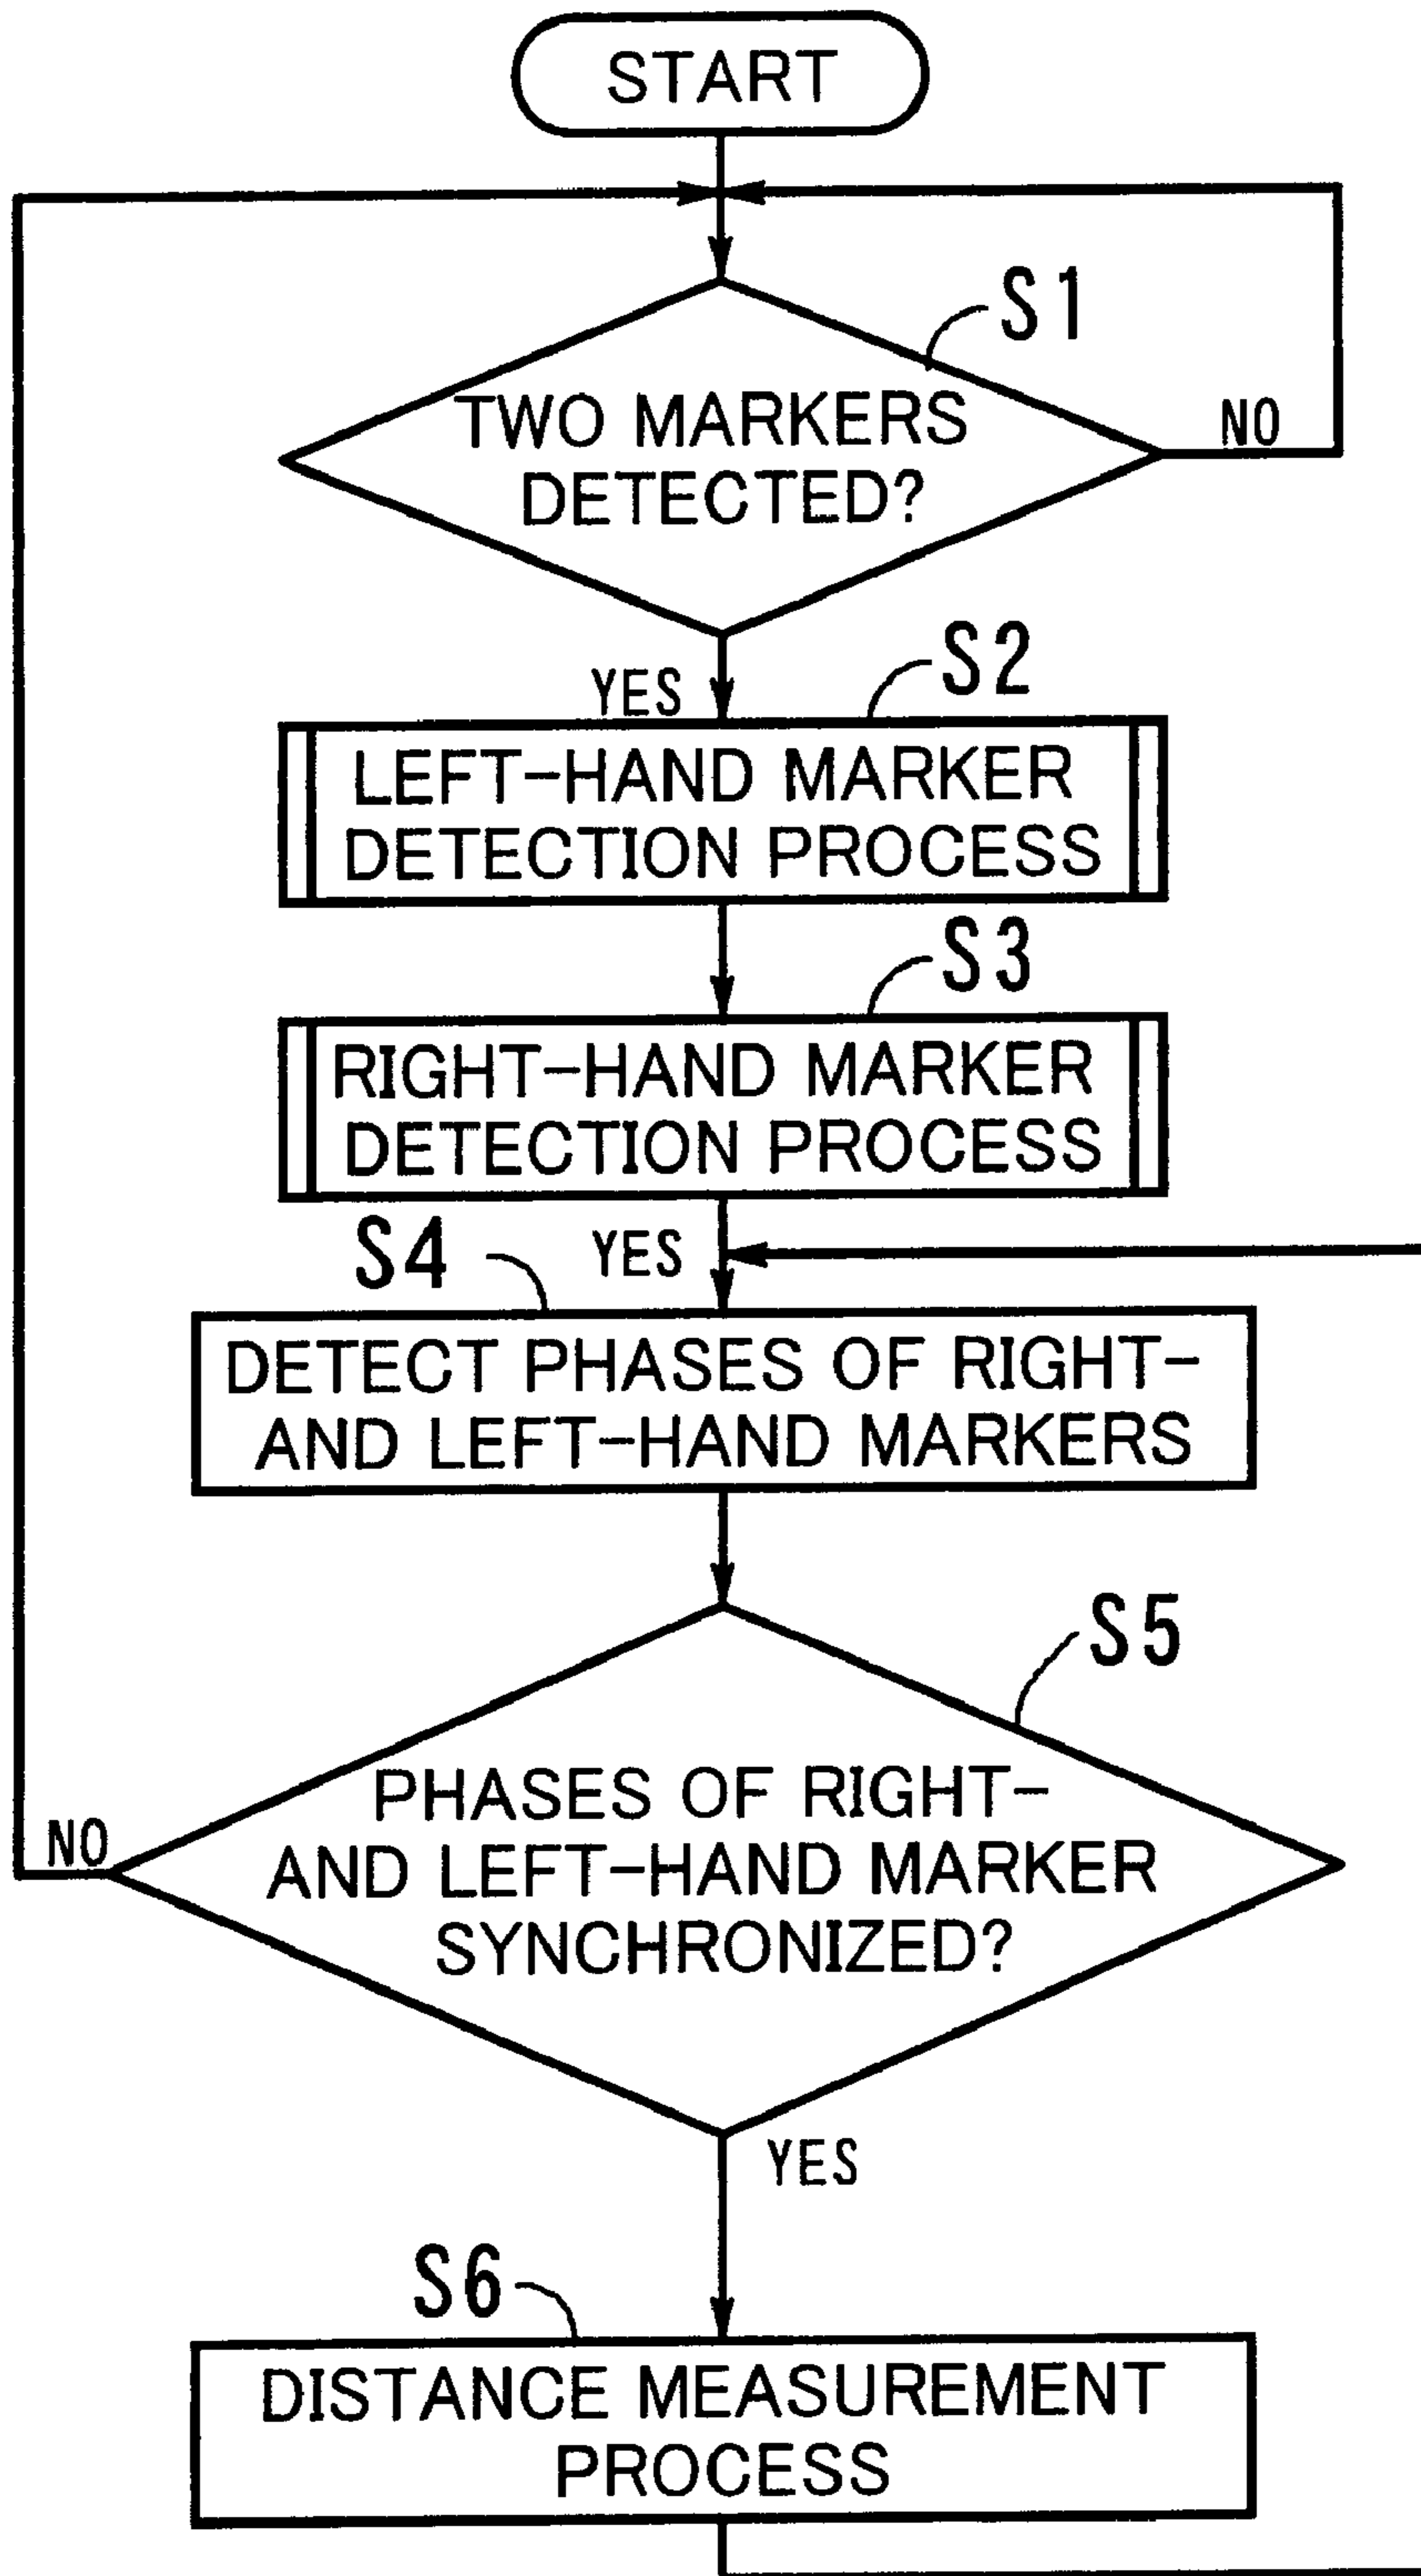 START
S1
TWO MARKERS
DETECTED?
NO
YES
S2
LEFT-HAND MARKER
DETECTION PROCESS
S3
RIGHT-HAND MARKER
DETECTION PROCESS
S4
YES
DETECT PHASES OF RIGHT-
AND LEFT-HAND MARKERS
S5
PHASES OF RIGHT-
AND LEFT-HAND MARKER
SYNCHRONIZED?
NO
YES
S6
DISTANCE MEASUREMENT
PROCESS